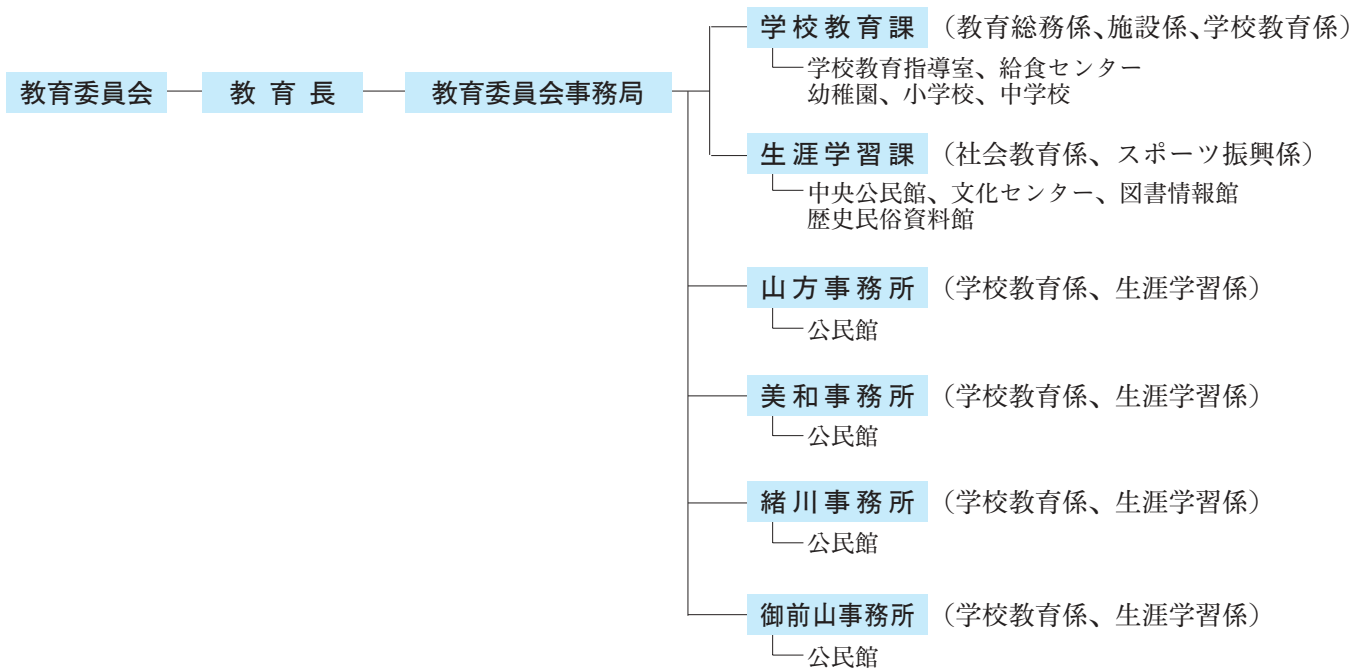 教育委員会
教育長
教育委員会事務局
学校教育課 (教育総務係、施設係、学校教育係)
学校教育指導室、給食センター
幼稚園、小学校、中学校
生涯学習課 (社会教育係、スポーツ振興係)
中央公民館、文化センター、図書情報館
歴史民俗資料館
山方事務所 (学校教育係、生涯学習係)
公民館
美和事務所 (学校教育係、生涯学習係)
公民館
緒川事務所 (学校教育係、生涯学習係)
公民館
御前山事務所 (学校教育係、生涯学習係)
公民館